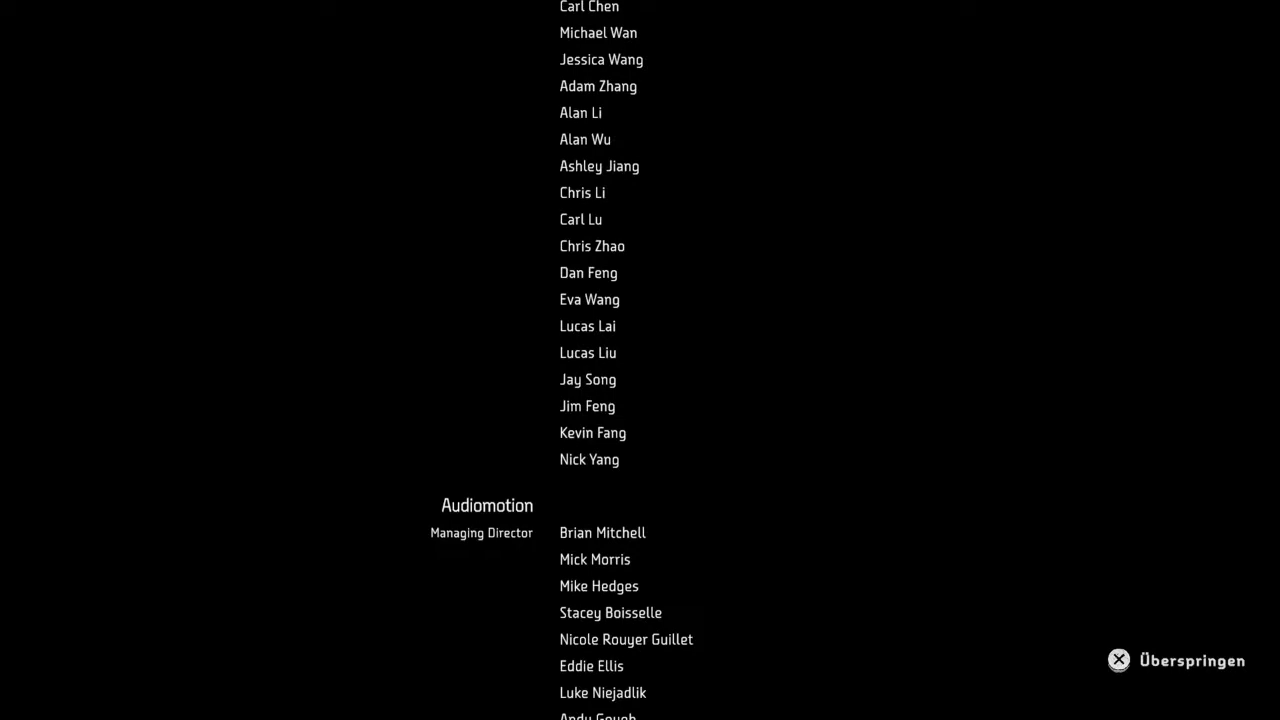 Carl Chen
Michael Wan
Jessica Wang
Adam Zhang
Alan Li
Alan Wu
Ashley Jiang
Chris Li
Carl Lu
Chris Zhao
Dan Feng
Eva Wang
Lucas Lai
Lucas Liu
Jay Song
Jim Feng
Kevin Fang
Nick Yang
Audiomotion
Managing Director Brian Mitchell
Mick Morris
Mike Hedges
Stacey Boisselle
Nicole Rouyer Guillet
Eddie Ellis
Luke Niejadlik
Andy Gough
Überspringen